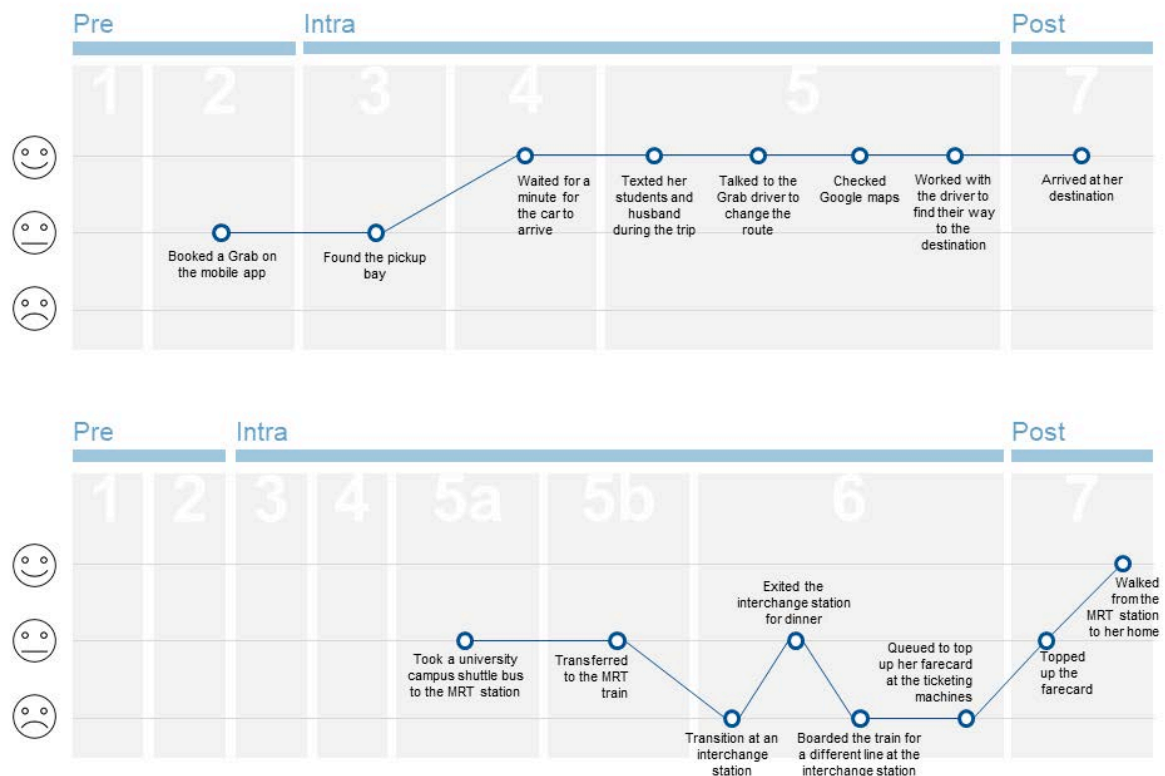 Pre
Intra
Post
1
2
3
4
5
7
Booked a Grab on
the mobile app
Found the pickup
bay
Waited for a
minute for
the car to
arrive
Texted her
students and
husband
during the trip
Talked to the
Grab driver to
change the
route
Checked
Google maps
Worked with
the driver to
find their way
to the
destination
Arrived at her
destination
Pre
Intra
Post
1
2
3
4
5a
5b
6
7
Took a university
campus shuttle bus
to the MRT station
Transferred
to the MRT
train
Transition at an
interchange
station
Exited the
interchange station
for dinner
Boarded the train for
a different line at the
interchange station
Queued to top
up her farecard
at the ticketing
machines
Topped
up the
farecard
Walked
from the
MRT station
to her home